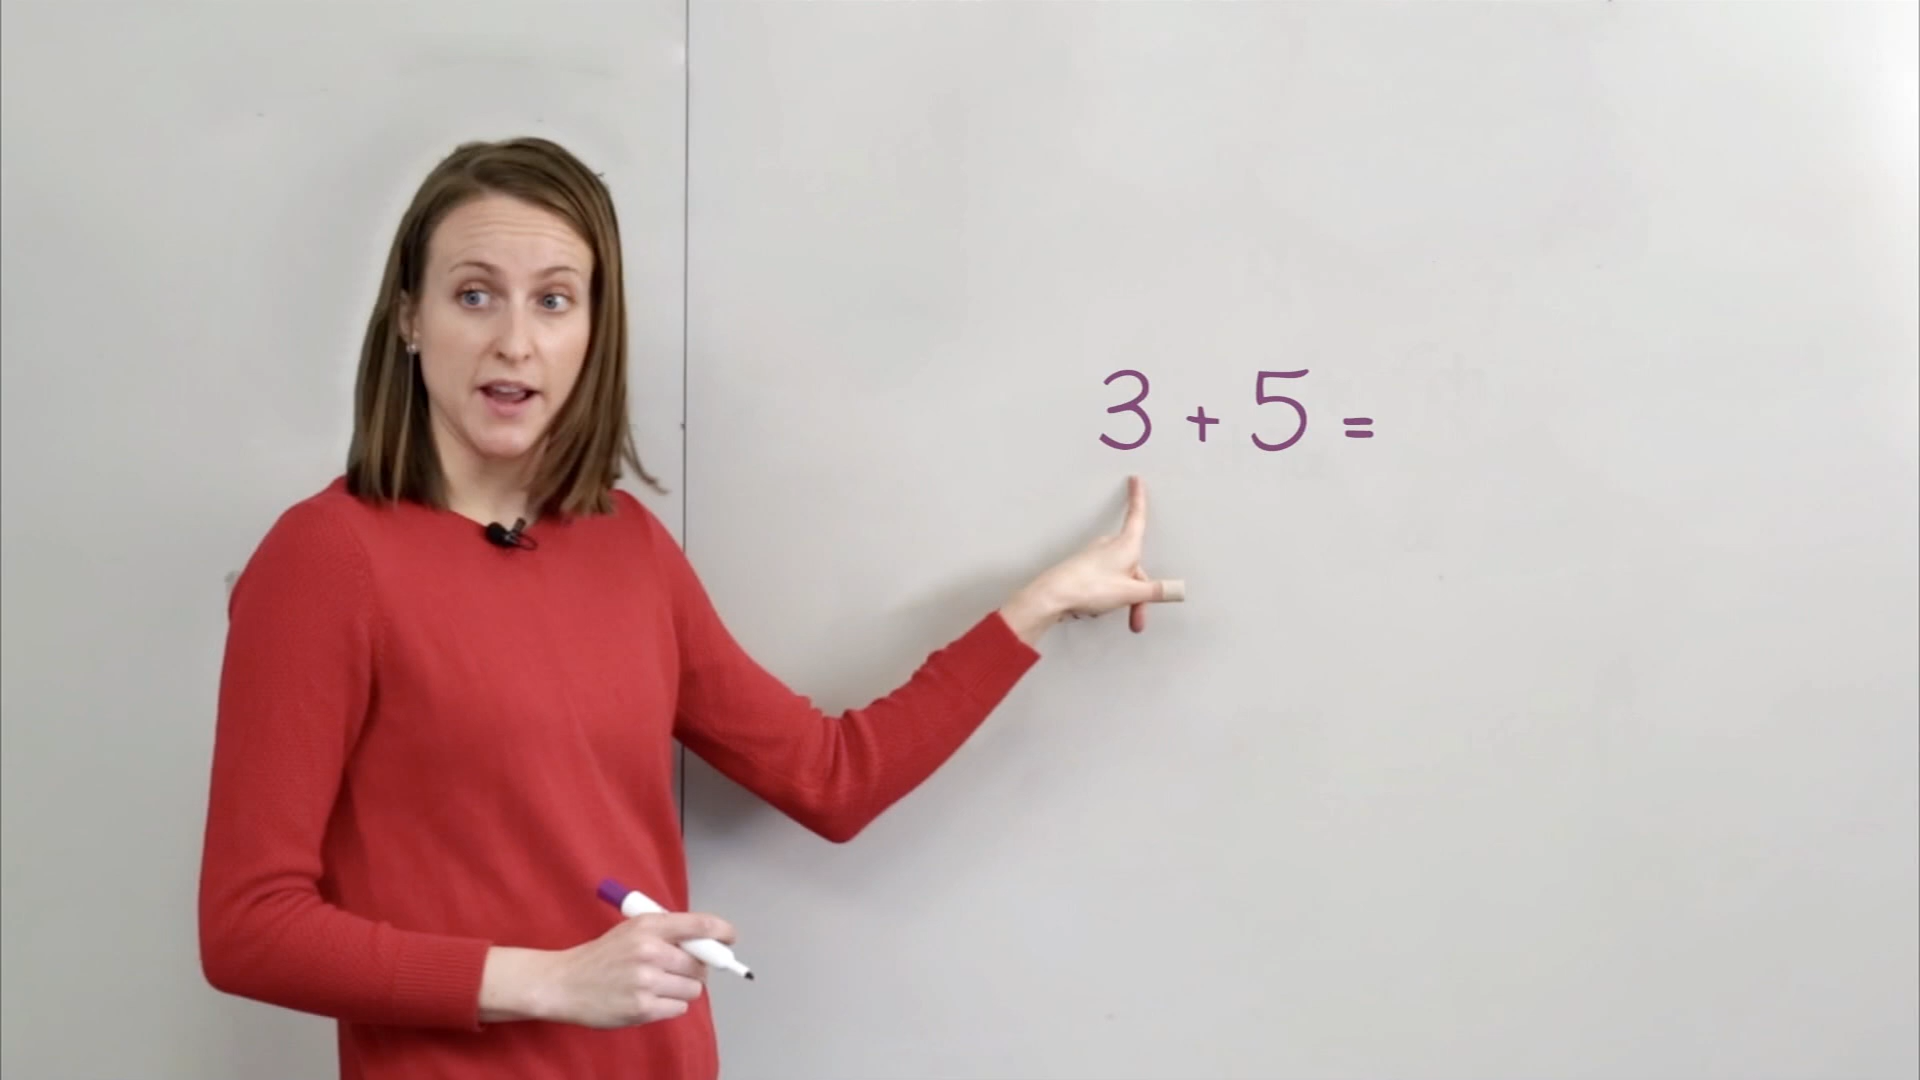 3 + 5 =